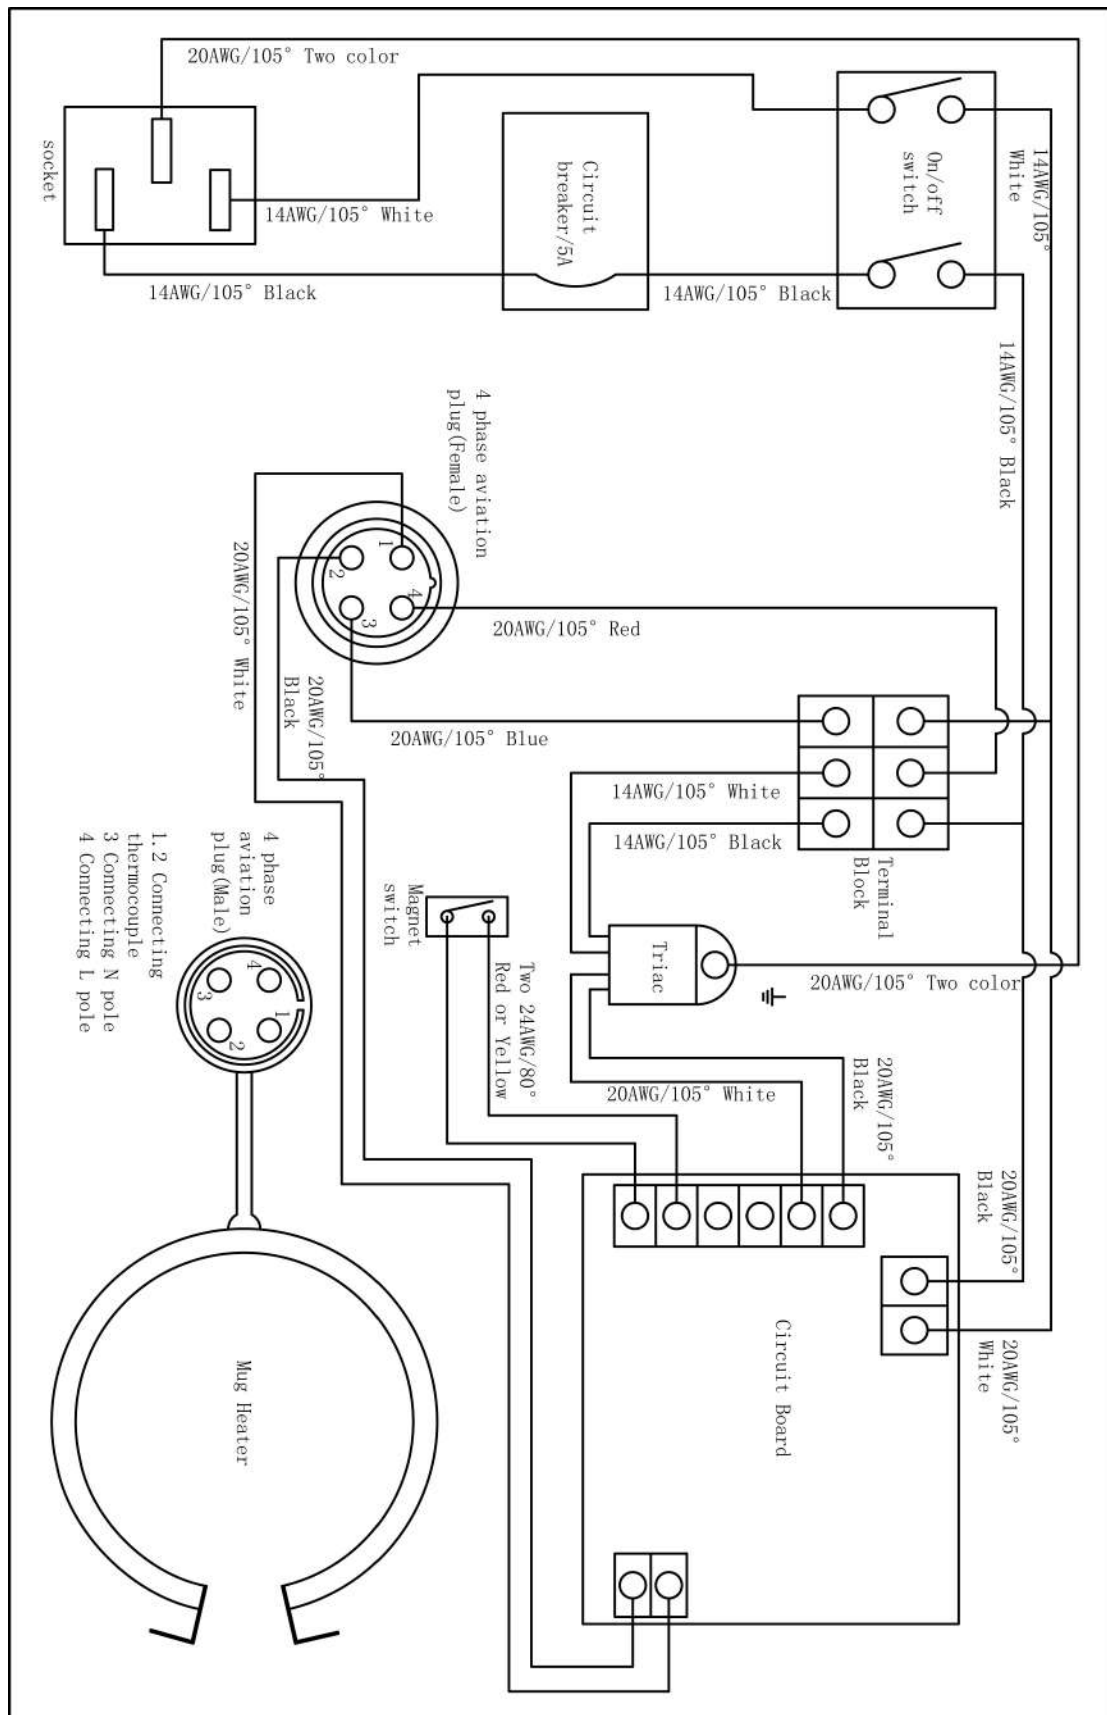 20AWG/105° Two color
socket
14AWG/105° White
14AWG/105° Black
Circuit
breaker/5A
14AWG/105° Black
On/off
switch
14AWG/105°
White
14AWG/105° Black
4 phase aviation
plug(Female)
1
2
3
4
20AWG/105° Red
20AWG/105° Blue
20AWG/105° White
20AWG/105°
Black
14AWG/105° White
14AWG/105° Black
Terminal
Block
Triac
20AWG/105° Two color
Magnet
switch
Two 24AWG/80°
Red or Yellow
20AWG/105° White
20AWG/105°
Black
20AWG/105°
Black
20AWG/105°
White
Circuit Board
4 phase
aviation
plug(Male)
4
1
3
2
1.2 Connecting
thermocouple
3 Connecting N pole
4 Connecting L pole
Mug Heater